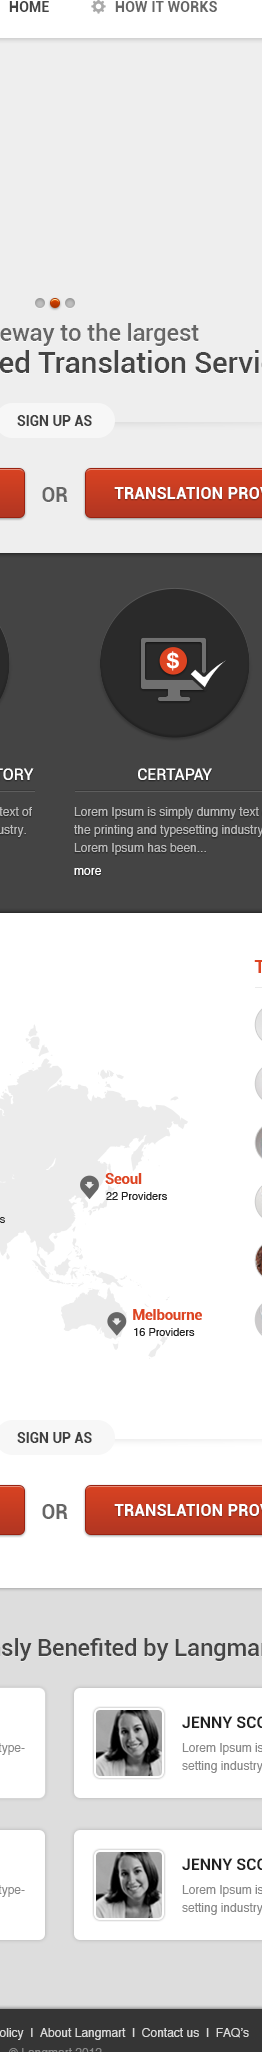 HOME HOW IT WORKS
eway to the largest
ed Translation Servi
SIGN UP AS
OR TRANSLATION PRO
$
TORY CERTAPAY
text of Lorem Ipsum is simply dummy text
ustry. the printing and typesetting industry
Lorem Ipsum has been...
more
T
Seoul
22 Providers
s
Melbourne
16 Providers
SIGN UP AS
OR TRANSLATION PRO
sly Benefited by Langma
JENNY SCO
type- Lorem Ipsum is
setting industry
JENNY SCO
type- Lorem Ipsum is
setting industry
olicy I About Langmart I Contact us I FAQ's
© Langmart 2012